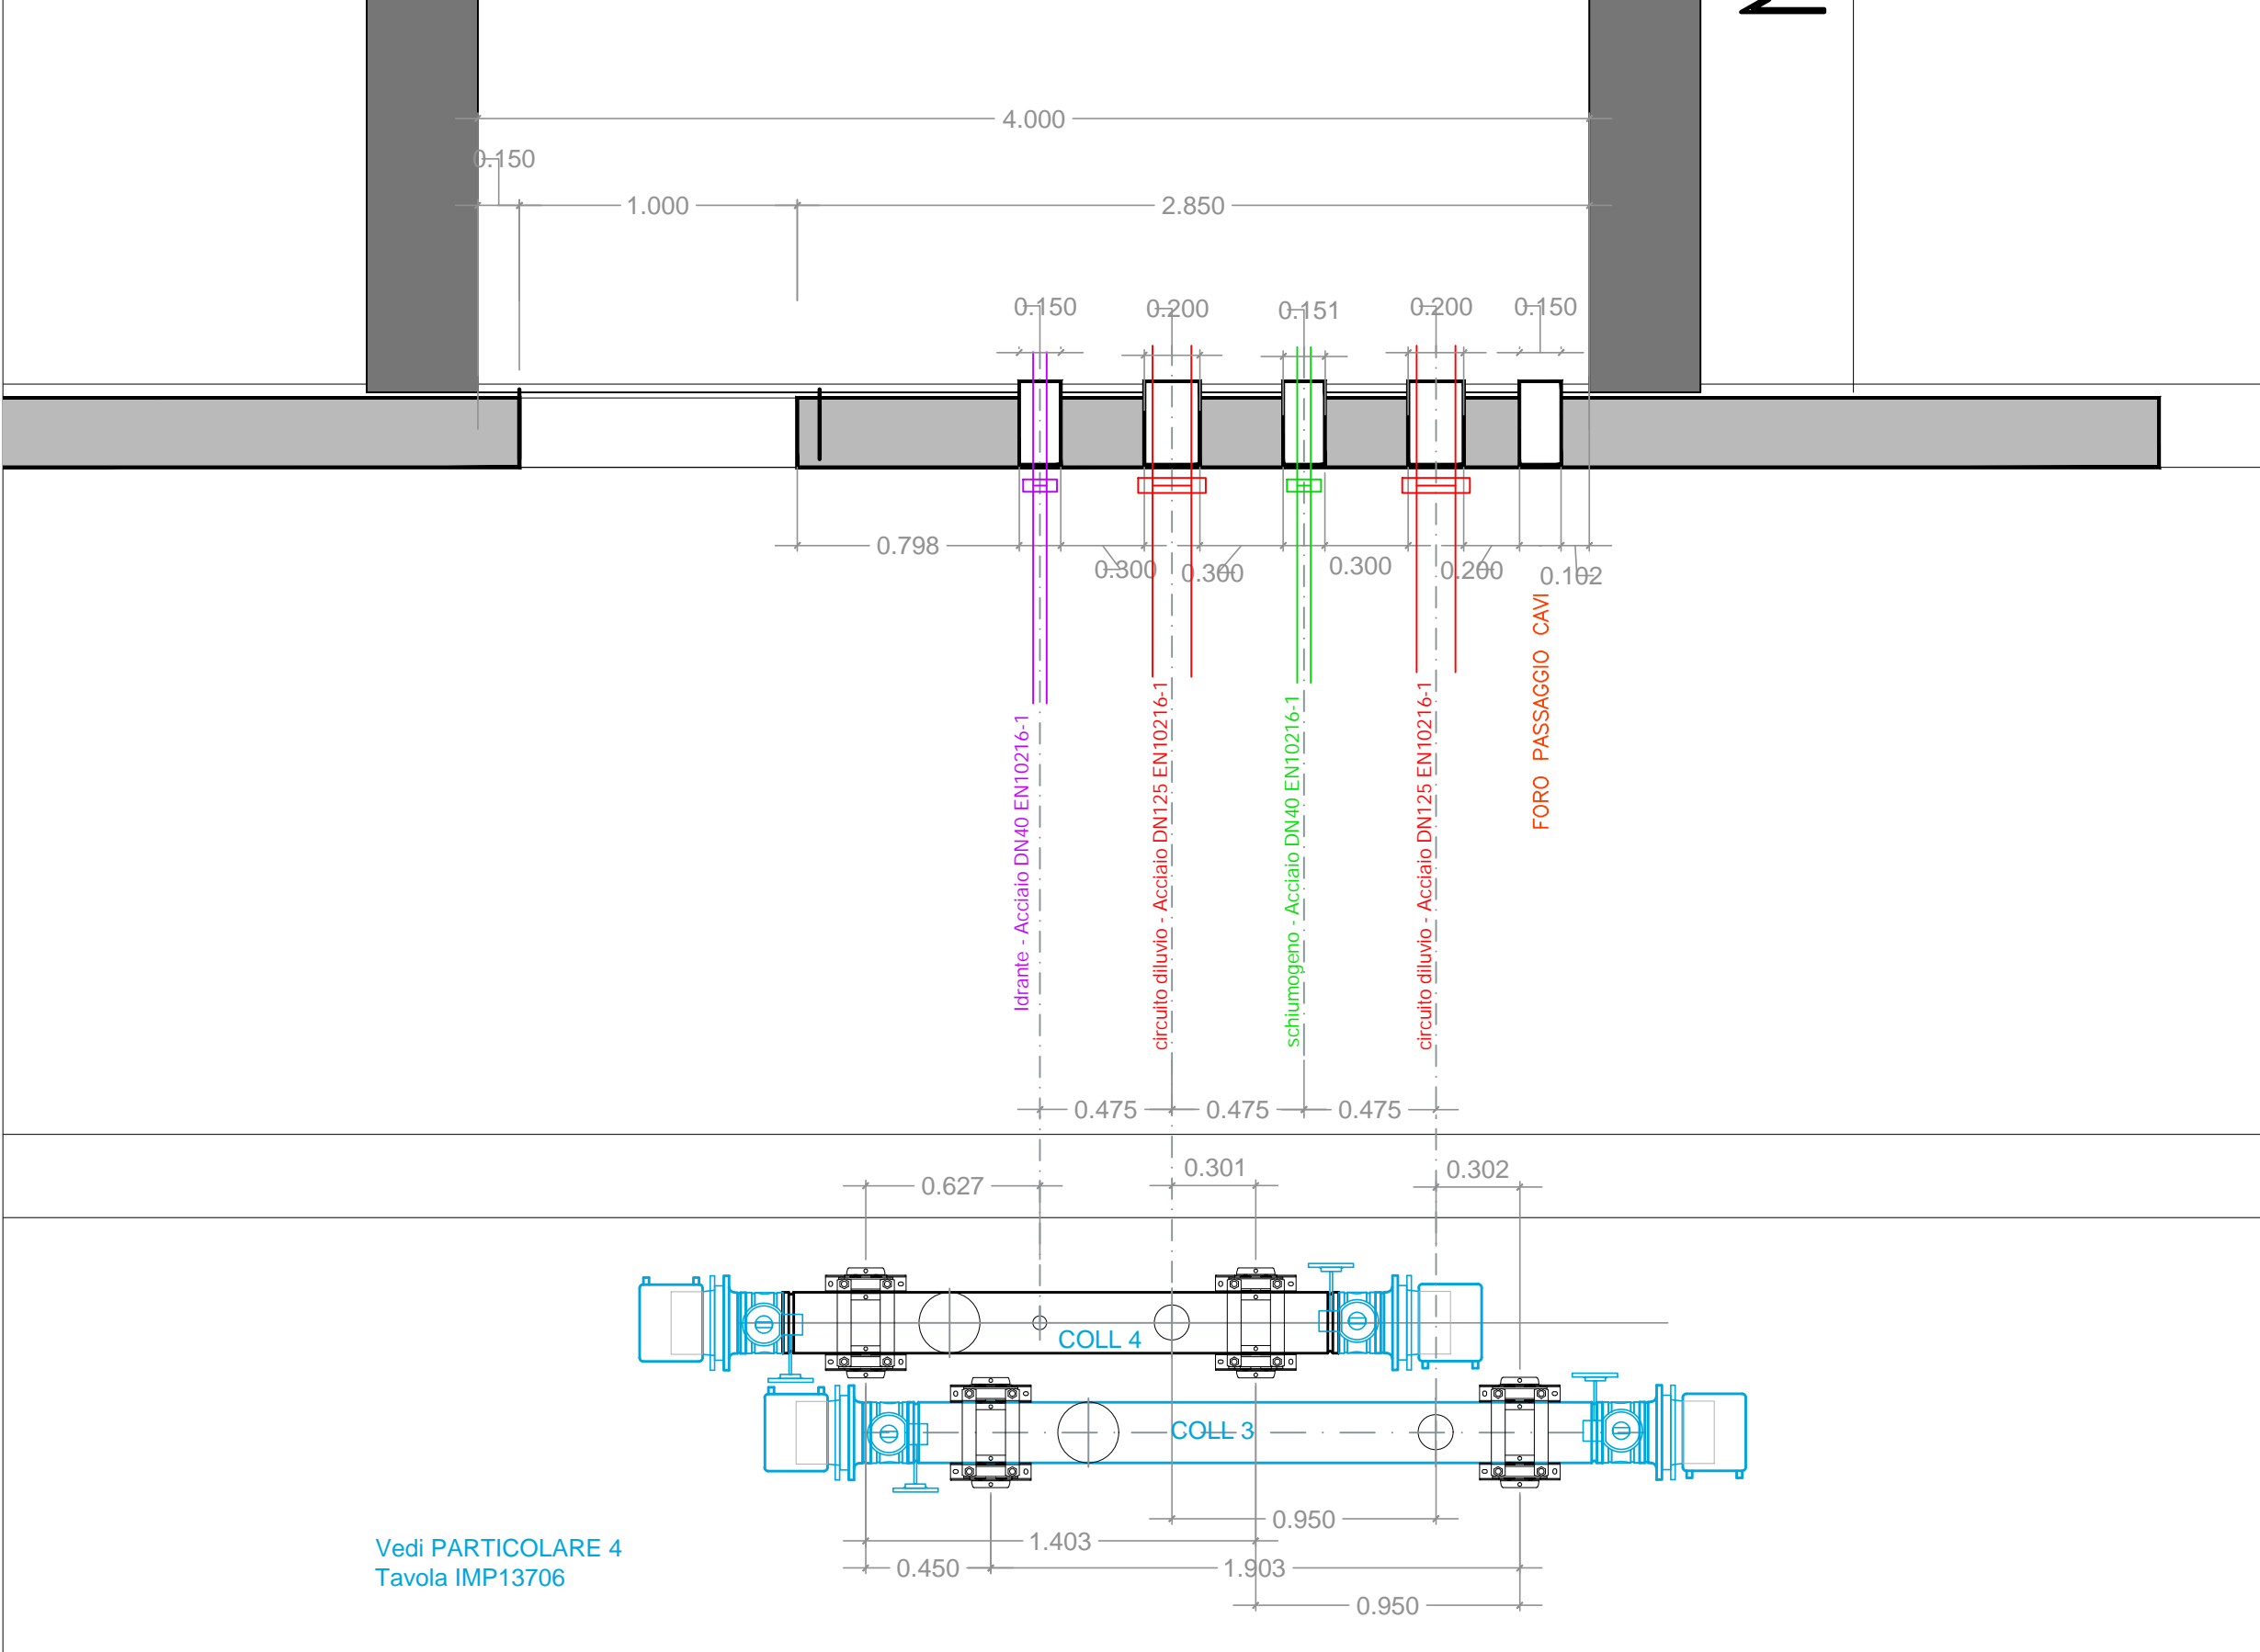 4.000
0.150
1.000
2.850
0.150
0.200
0.151
0.200
0.150
0.798
0.300
0.300
0.300
0.200
0.102
Idrante - Acciaio DN40 EN10216-1
circuito diluvio - Acciaio DN125 EN10216-1
schiumogeno - Acciaio DN40 EN10216-1
circuito diluvio - Acciaio DN125 EN10216-1
FORO PASSAGGIO CAVI
0.475
0.475
0.475
0.627
0.301
0.302
COLL 4
COLL 3
0.950
1.403
0.450
1.903
0.950
Vedi PARTICOLARE 4
Tavola IMP13706